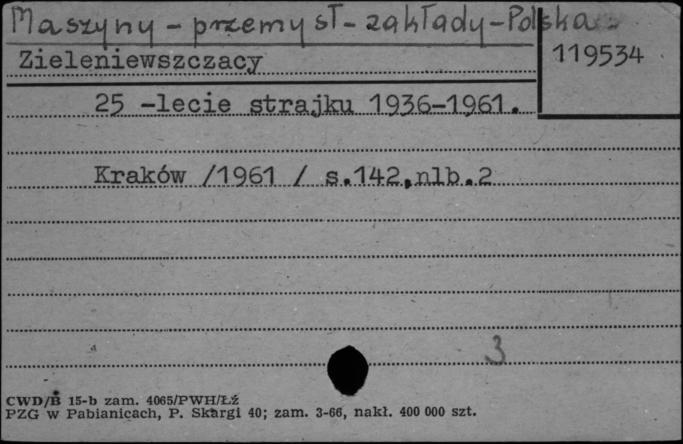 Maszyny - przemysł - zakłady - Polska
Zieleniewszczacy
119534
25 -lecie strajku 1936-1961.
Kraków /1961 / s.142,nlb.2
3
CWD/B 15-b zam. 4065/PWH/Łź
PZG w Pabianicach, P. Skargi 40; zam. 3-66, nakł. 400 000 szt.